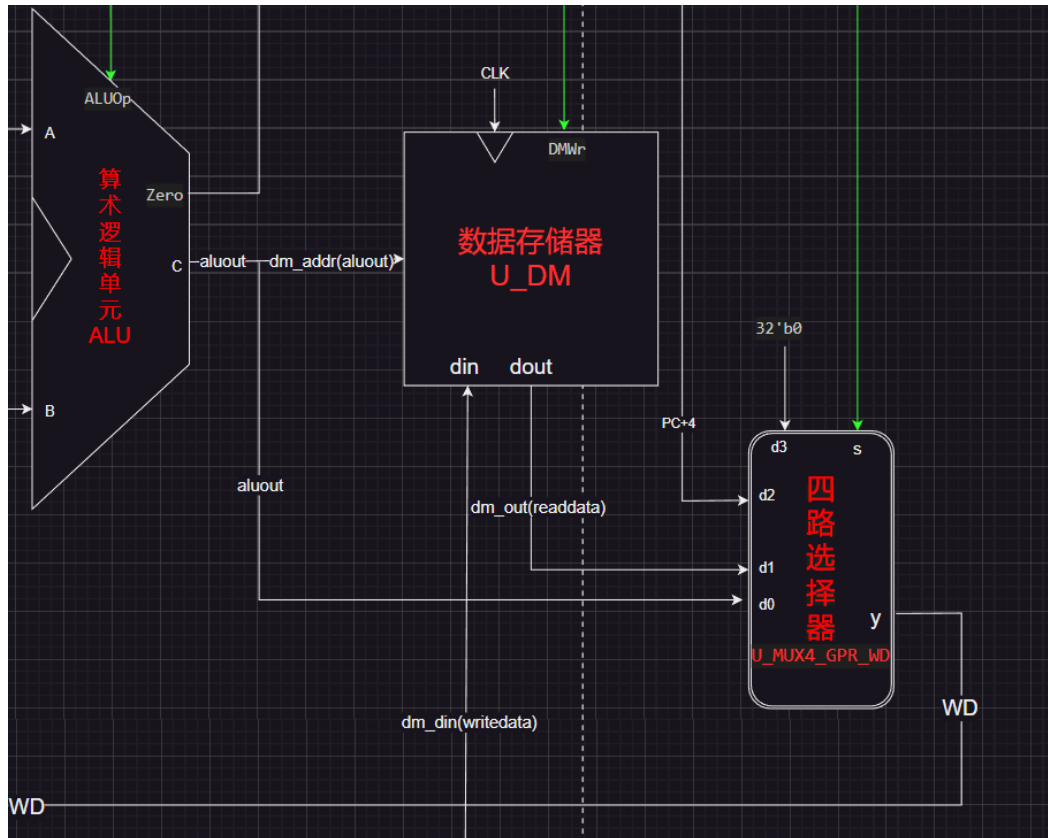 CLK
ALUOp
A
DMWr
算
术
逻
辑
单
元
ALU
Zero
C
aluout
dm_addr(aluout)
数据存储器
U_DM
32'b0
din
dout
B
PC+4
d3
s
aluout
d2
四
路
选
择
器
dm_out(readdata)
d1
d0
y
U_MUX4_GPR_WD
WD
dm_din(writedata)
WD